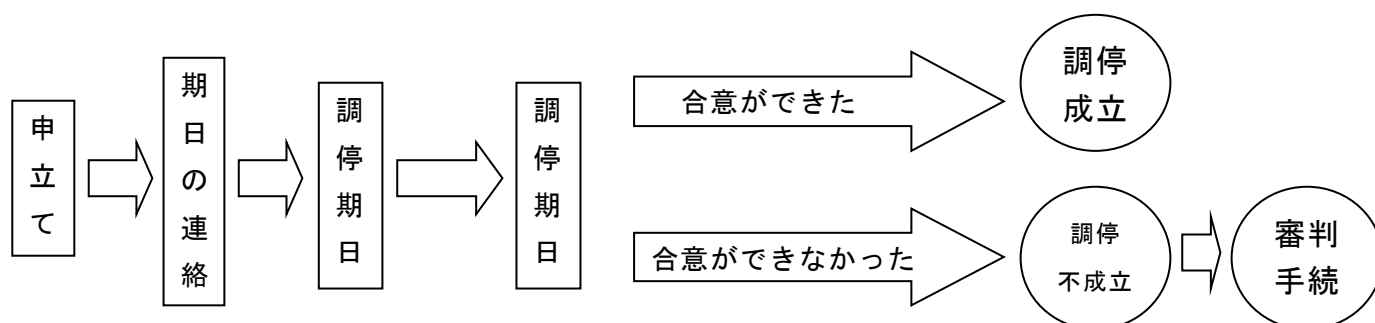 申立て
期日の連絡
調停期日
調停期日
合意ができた
調停
成立
合意ができなかった
調停
不成立
審判
手続